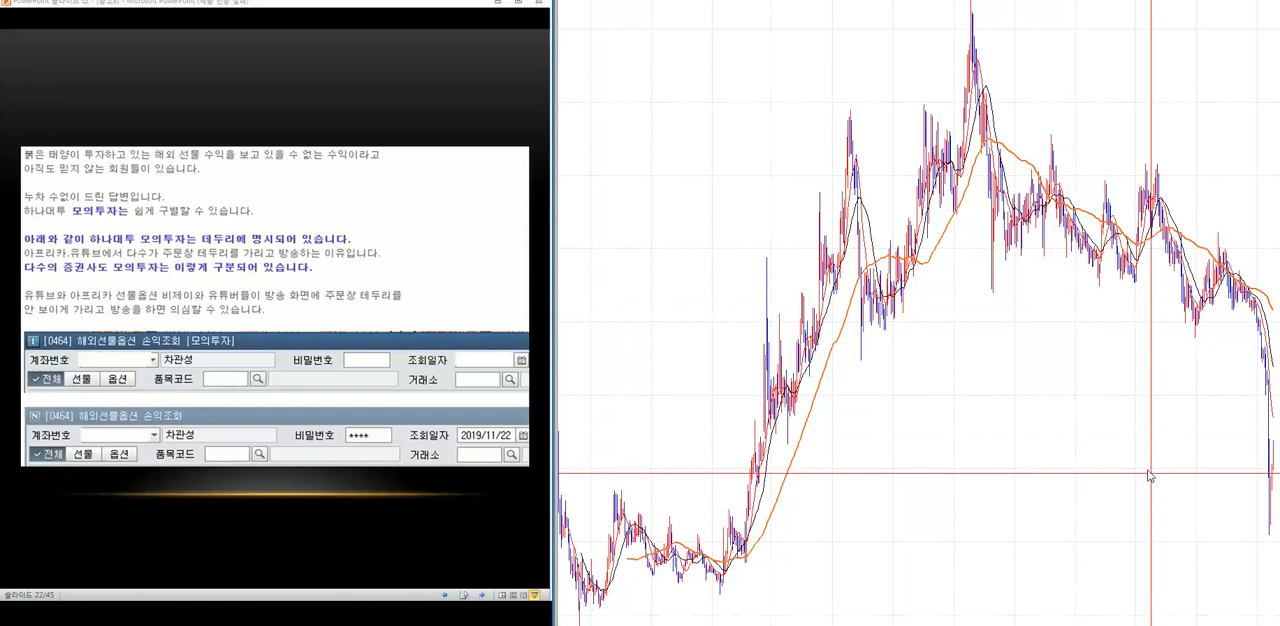 붉은 태양이 투자하고 있는 해외 선물 수익을 보고 있을 수 없는 수익이라고
아직도 믿지 않는 회원들이 있습니다.
누차 수없이 드린 답변입니다.
하나대투 모의투자는 쉽게 구별할 수 있습니다.
아래와 같이 하나대투 모의투자는 테두리에 명시되어 있습니다.
아프리카.유튜브에서 다수가 주문창 테두리를 가리고 방송하는 이유입니다.
다수의 증권사도 모의투자는 이렇게 구분되어 있습니다.
유튜브와 아프리카 선물옵션 비제이와 유튜버들이 방송 화면에 주문창 테두리를
안 보이게 가리고 방송을 하면 의심할 수 있습니다.
[0464] 해외선물옵션 손익조회 [모의투자]
계좌번호 차관성 비밀번호 조회일자
전체 선물 옵션 품목코드 거래소
N [0464] 해외선물옵션 손익조회
계좌번호 차관성 비밀번호 **** 조회일자 2019/11/22
전체 선물 옵션 품목코드 거래소
슬라이드 22/45